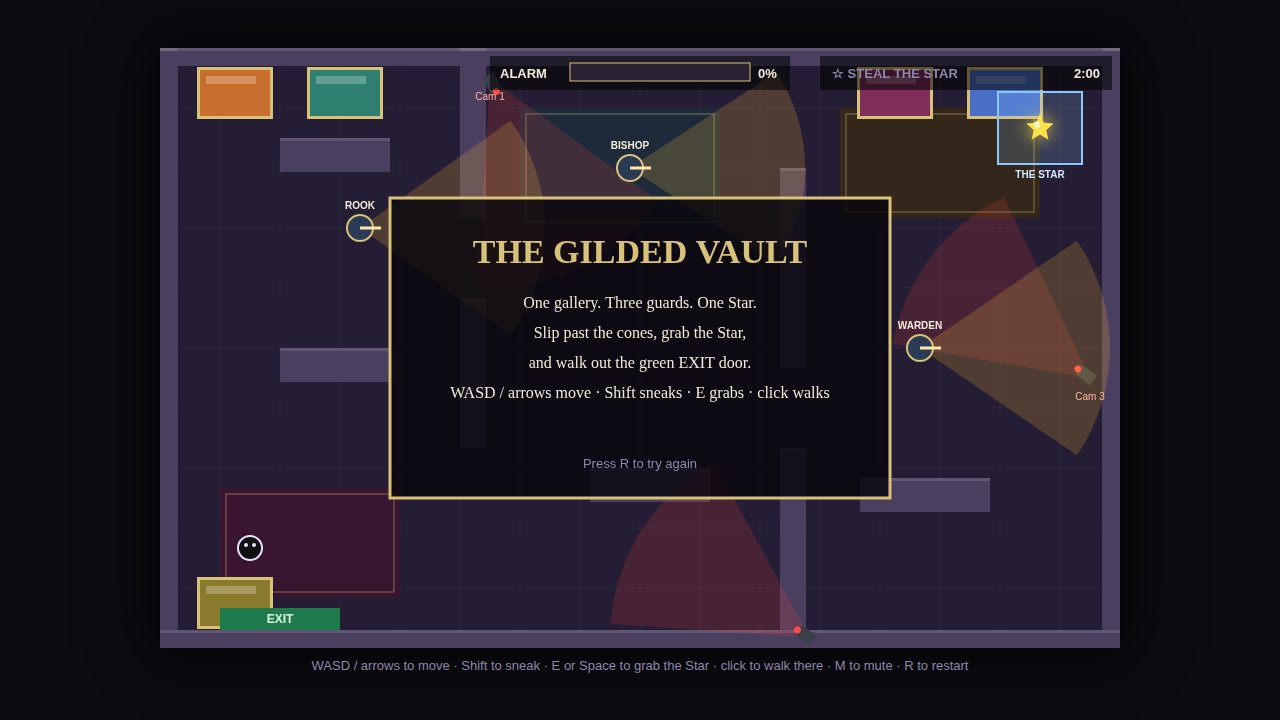 ALARM 0%
☆ STEAL THE STAR 2:00
Cam 1
BISHOP
THE STAR
ROOK
THE GILDED VAULT
One gallery. Three guards. One Star.
Slip past the cones, grab the Star,
and walk out the green EXIT door.
WASD / arrows move · Shift sneaks · E grabs · click walks
Press R to try again
WARDEN
Cam 3
EXIT
WASD / arrows to move · Shift to sneak · E or Space to grab the Star · click to walk there · M to mute · R to restart